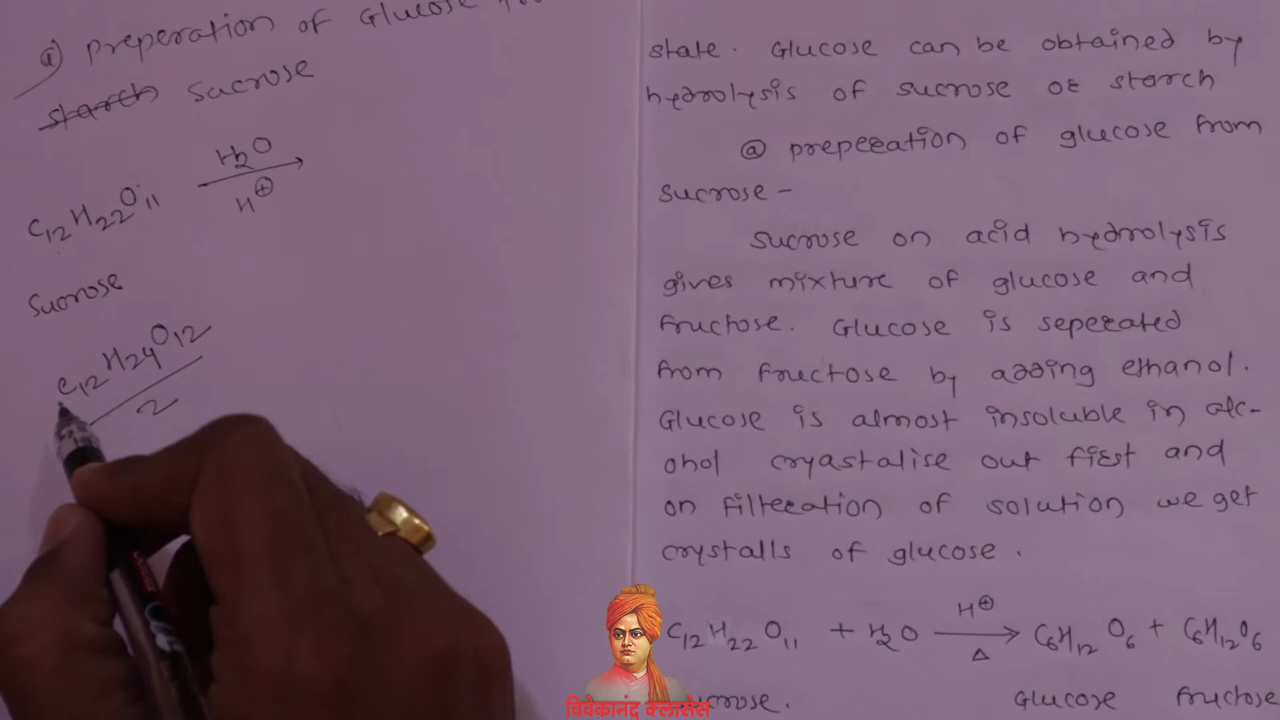 a) preperation of Glucose
starch Sacrose
C12H22O11 H2O
H⊕
Sucrose
C12H24O12
2
state. Glucose can be obtained by
hydrolysis of sucrose or starch
ⓐ preperation of glucose from
sucrose -
Sucrose on acid hydrolysis
gives mixture of glucose and
fructose. Glucose is seperated
from fructose by adding ethanol.
Glucose is almost insoluble in alc-
ohol cryastalise out first and
on filteration of solution we get
crystalls of glucose.
H⊕
C12H22O11 + H2O ⟶ C6H12O6 + C6H12O6
Δ
Glucose Fructose
विवेकानंद क्लासेस